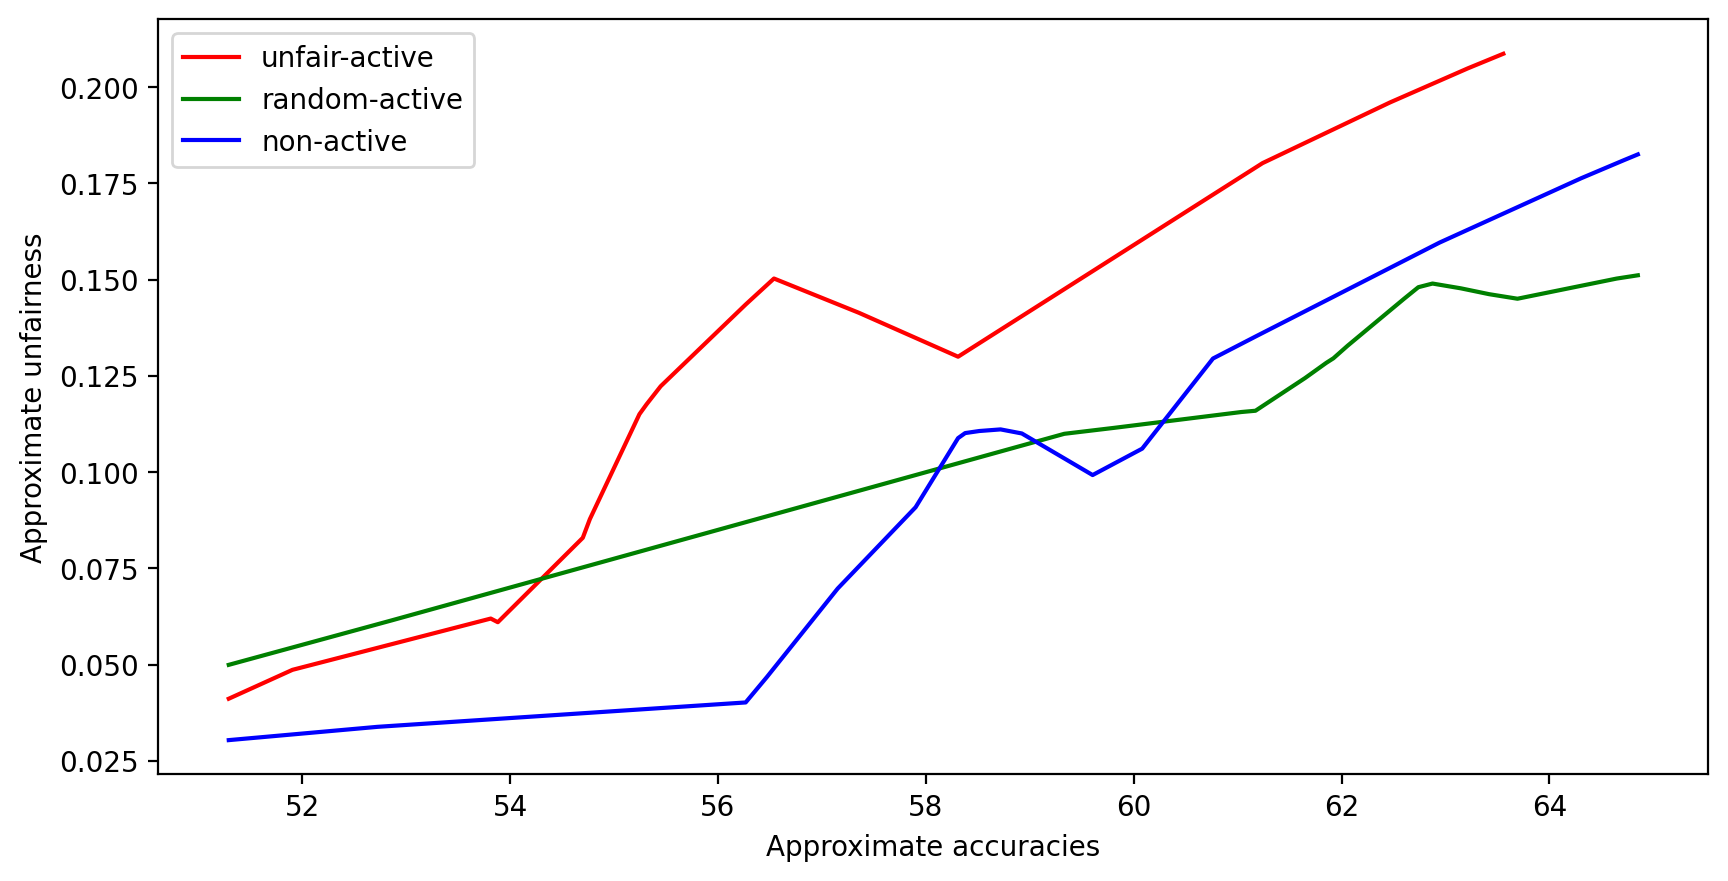 unfair-active
random-active
non-active
0.200
0.175
0.150
0.125
0.100
0.075
0.050
0.025
Approximate unfairness
52 54 56 58 60 62 64
Approximate accuracies